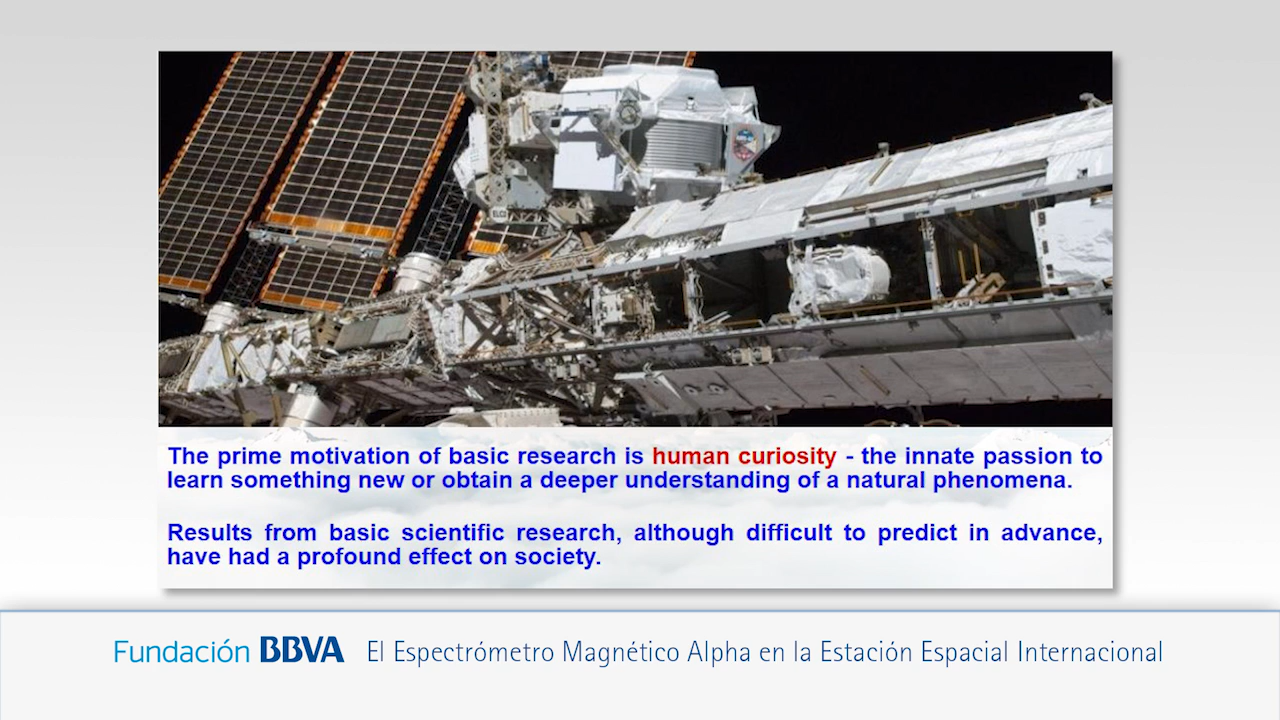 ELC2
The prime motivation of basic research is human curiosity - the innate passion to
learn something new or obtain a deeper understanding of a natural phenomena.
Results from basic scientific research, although difficult to predict in advance,
have had a profound effect on society.
Fundación BBVA El Espectrómetro Magnético Alpha en la Estación Espacial Internacional